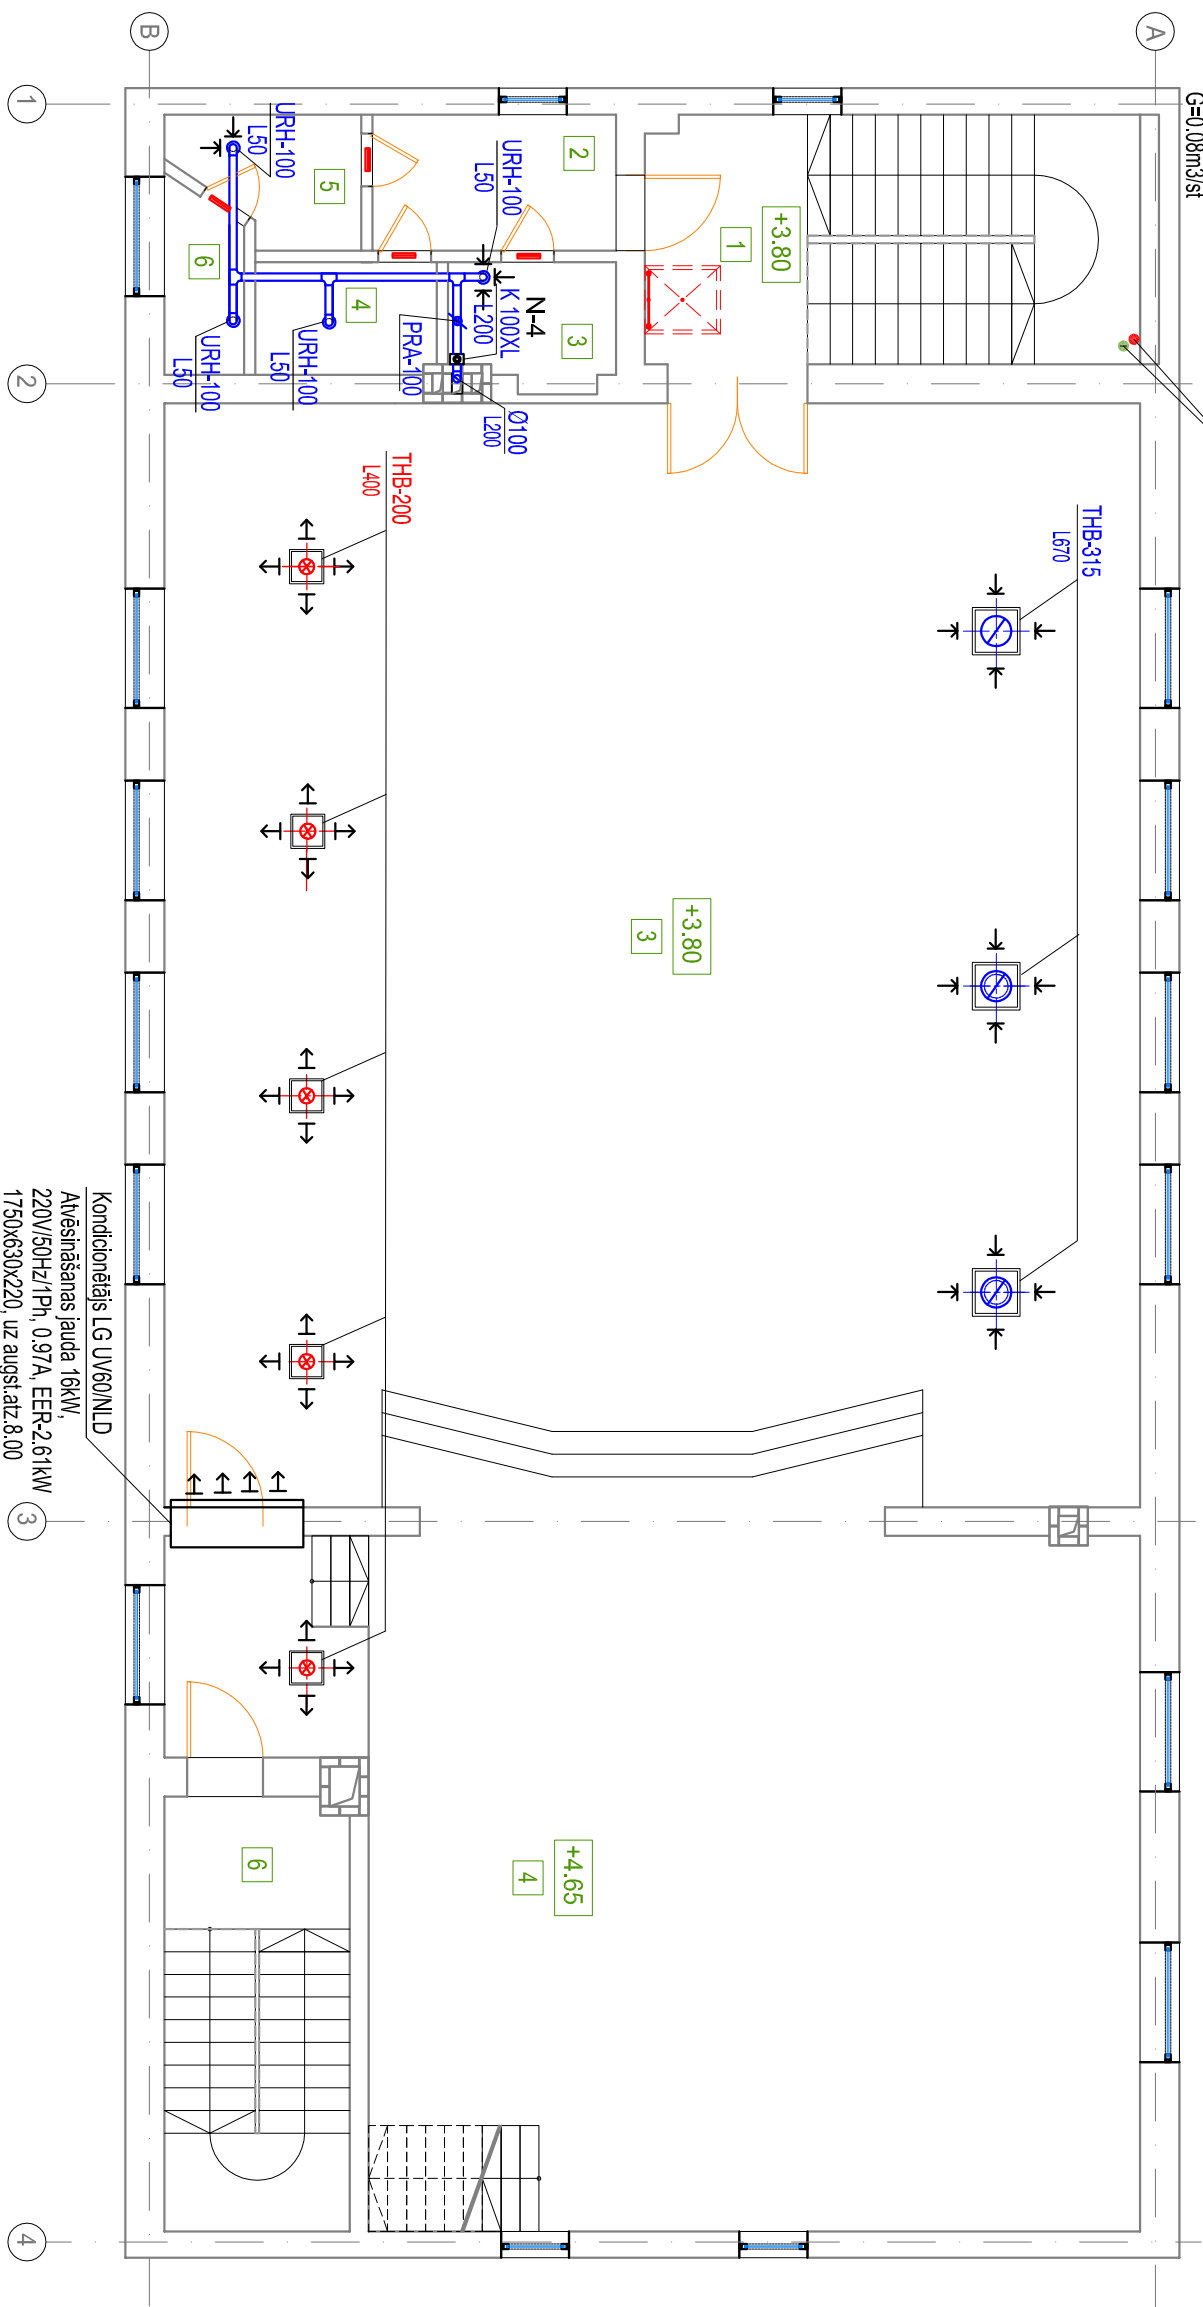 G=0.08m3/st
A
B
1
2
3
4
URH-100
L50
URH-100
L50
5
2
1
+3.80
6
4
3
N-4
K 100XL
L200
PRA-100
URH-100
L50
URH-100
L50
Ø100
L200
THB-200
L400
THB-315
L670
+3.80
3
Kondicionētājs LG UV60/NLD
Atvēsināšanas jauda 16kW,
220V/50Hz/1Ph, 0.97A, EER-2.61kW
1750x630x220, uz augst.atz.8.00
+4.65
4
6